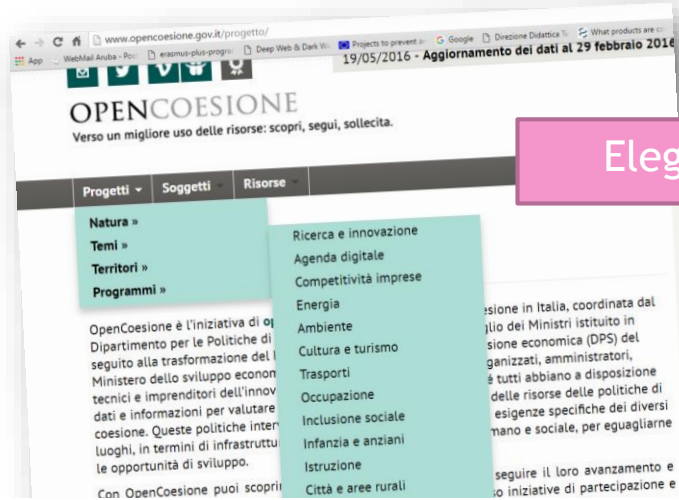 www.opencoesione.gov.it/progetto/
App WebMail Aruba - Pos erasmus-plus-progra Deep Web & Dark W Projects to prevent a Google Direzione Didattica T What products are co
19/05/2016 - Aggiornamento dei dati al 29 febbraio 2016
OPENCOESIONE
Verso un migliore uso delle risorse: scopri, segui, sollecita.
Eleg
Progetti Soggetti Risorse
Natura »
Temi »
Territori »
Programmi »
Ricerca e innovazione
Agenda digitale
Competitività imprese
Energia
Ambiente
Cultura e turismo
Trasporti
Occupazione
Inclusione sociale
Infanzia e anziani
Istruzione
Città e aree rurali
OpenCoesione è l'iniziativa di op esione in Italia, coordinata dal
Dipartimento per le Politiche di glio dei Ministri istituito in
seguito alla trasformazione del sione economica (DPS) del
Ministero dello sviluppo econom ganizzati, amministratori,
tecnici e imprenditori dell'innov é tutti abbiano a disposizione
dati e informazioni per valutare delle risorse delle politiche di
coesione. Queste politiche inter esigenze specifiche dei diversi
luoghi, in termini di infrastruttu mano e sociale, per eguagliarne
le opportunità di sviluppo.
Con OpenCoesione puoi scopri seguire il loro avanzamento e
so iniziative di partecipazione e